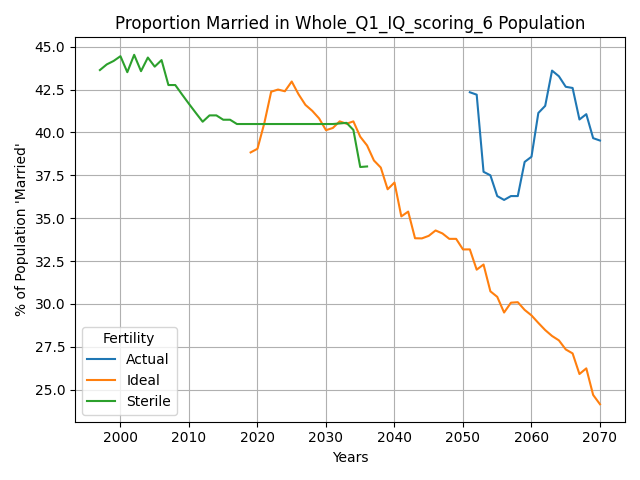 Proportion Married in Whole_Q1_IQ_scoring_6 Population
% of Population 'Married'
45.0
42.5
40.0
37.5
35.0
32.5
30.0
27.5
25.0
Fertility
Actual
Ideal
Sterile
2000 2010 2020 2030 2040 2050 2060 2070
Years